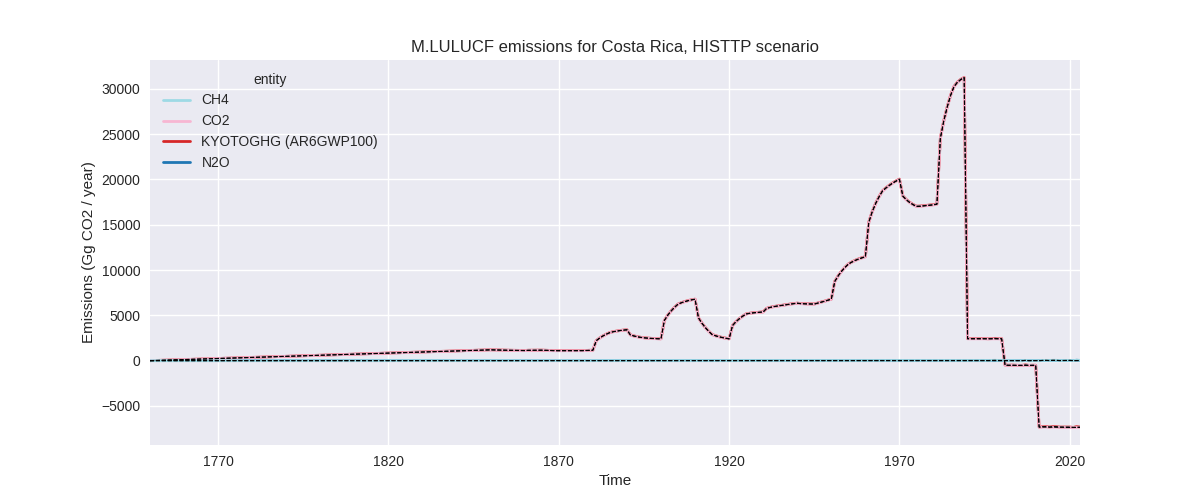 M.LULUCF emissions for Costa Rica, HISTTP scenario
entity
CH4
CO2
KYOTOGHG (AR6GWP100)
N2O
30000
25000
20000
15000
10000
5000
0
−5000
Emissions (Gg CO2 / year)
1770
1820
1870
1920
1970
2020
Time